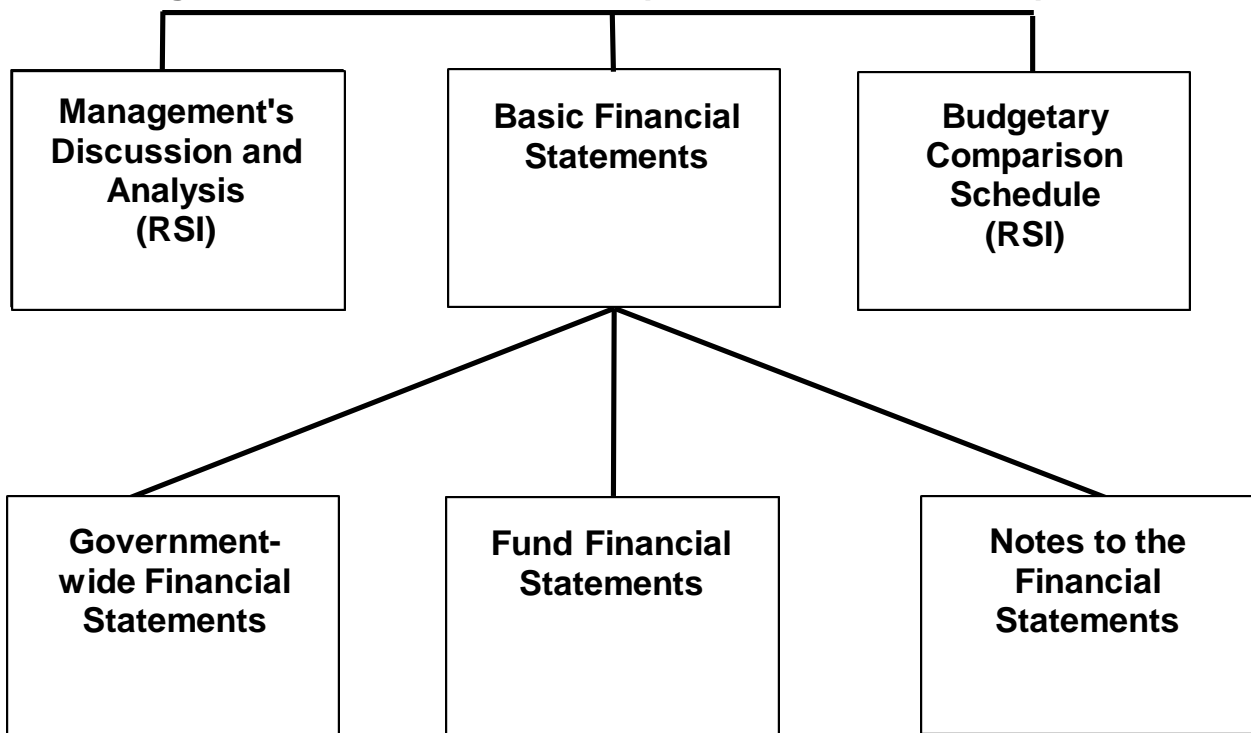 Management's
Discussion and
Analysis
(RSI)
Basic Financial
Statements
Budgetary
Comparison
Schedule
(RSI)
Government-
wide Financial
Statements
Fund Financial
Statements
Notes to the
Financial
Statements